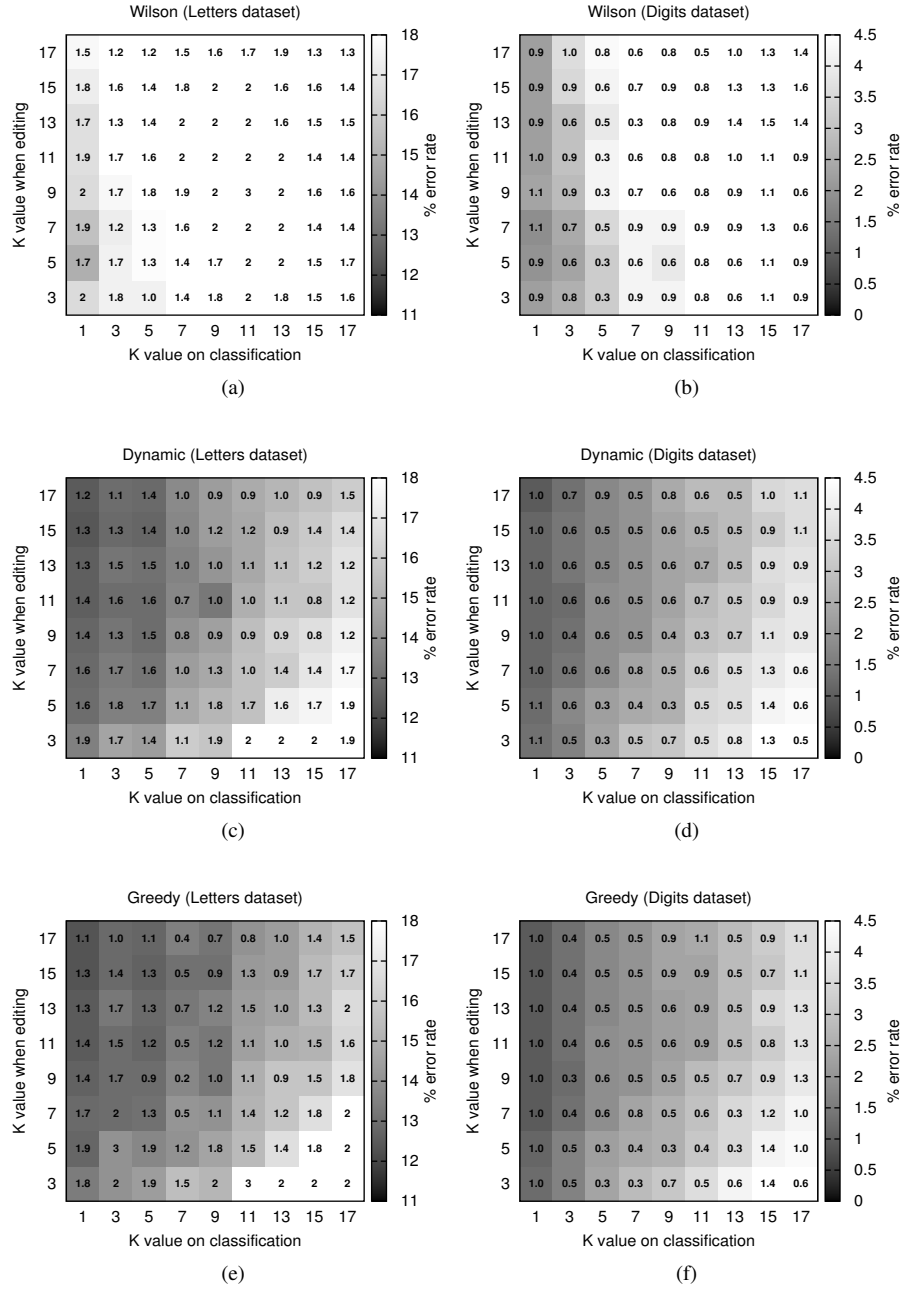 Wilson (Letters dataset)
K value when editing
17 1.5 1.2 1.2 1.5 1.6 1.7 1.9 1.3 1.3
15 1.8 1.6 1.4 1.8 2 2 1.6 1.6 1.4
13 1.7 1.3 1.4 2 2 2 1.6 1.5 1.5
11 1.9 1.7 1.6 2 2 2 2 1.4 1.4
9 2 1.7 1.8 1.9 2 3 2 1.6 1.6
7 1.9 1.2 1.3 1.6 2 2 2 1.4 1.4
5 1.7 1.7 1.3 1.4 1.7 2 2 1.5 1.7
3 2 1.8 1.0 1.4 1.8 2 1.8 1.5 1.6
1 3 5 7 9 11 13 15 17
K value on classification
18
17
16
15
14
13
12
11
% error rate
(a)
Wilson (Digits dataset)
K value when editing
17 0.9 1.0 0.8 0.6 0.8 0.5 1.0 1.3 1.4
15 0.9 0.9 0.6 0.7 0.9 0.8 1.3 1.3 1.6
13 0.9 0.6 0.5 0.3 0.8 0.9 1.4 1.5 1.4
11 1.0 0.9 0.3 0.6 0.8 0.8 1.0 1.1 0.9
9 1.1 0.9 0.3 0.7 0.6 0.8 0.9 1.1 0.6
7 1.1 0.7 0.5 0.9 0.9 0.9 0.9 1.3 0.6
5 0.9 0.6 0.3 0.6 0.6 0.8 0.6 1.1 0.9
3 0.9 0.8 0.3 0.9 0.9 0.8 0.6 1.1 0.9
1 3 5 7 9 11 13 15 17
K value on classification
4.5
4
3.5
3
2.5
2
1.5
1
0.5
0
% error rate
(b)
Dynamic (Letters dataset)
K value when editing
17 1.2 1.1 1.4 1.0 0.9 0.9 1.0 0.9 1.5
15 1.3 1.3 1.4 1.0 1.2 1.2 0.9 1.4 1.4
13 1.3 1.5 1.5 1.0 1.0 1.1 1.1 1.2 1.2
11 1.4 1.6 1.6 0.7 1.0 1.0 1.1 0.8 1.2
9 1.4 1.3 1.5 0.8 0.9 0.9 0.9 0.8 1.2
7 1.6 1.7 1.6 1.0 1.3 1.0 1.4 1.4 1.7
5 1.6 1.8 1.7 1.1 1.8 1.7 1.6 1.7 1.9
3 1.9 1.7 1.4 1.1 1.9 2 2 2 1.9
1 3 5 7 9 11 13 15 17
K value on classification
18
17
16
15
14
13
12
11
% error rate
(c)
Dynamic (Digits dataset)
K value when editing
17 1.0 0.7 0.9 0.5 0.8 0.6 0.5 1.0 1.1
15 1.0 0.6 0.5 0.5 0.6 0.5 0.5 0.9 1.1
13 1.0 0.6 0.5 0.5 0.6 0.7 0.5 0.9 0.9
11 1.0 0.6 0.6 0.5 0.6 0.7 0.5 0.9 0.9
9 1.0 0.4 0.6 0.5 0.4 0.3 0.7 1.1 0.9
7 1.0 0.6 0.6 0.8 0.5 0.6 0.5 1.3 0.6
5 1.1 0.6 0.3 0.4 0.3 0.5 0.5 1.4 0.6
3 1.1 0.5 0.3 0.5 0.7 0.5 0.8 1.3 0.5
1 3 5 7 9 11 13 15 17
K value on classification
4.5
4
3.5
3
2.5
2
1.5
1
0.5
0
% error rate
(d)
Greedy (Letters dataset)
K value when editing
17 1.1 1.0 1.1 0.4 0.7 0.8 1.0 1.4 1.5
15 1.3 1.4 1.3 0.5 0.9 1.3 0.9 1.7 1.7
13 1.3 1.7 1.3 0.7 1.2 1.5 1.0 1.3 2
11 1.4 1.5 1.2 0.5 1.2 1.1 1.0 1.5 1.6
9 1.4 1.7 0.9 0.2 1.0 1.1 0.9 1.5 1.8
7 1.7 2 1.3 0.5 1.1 1.4 1.2 1.8 2
5 1.9 3 1.9 1.2 1.8 1.5 1.4 1.8 2
3 1.8 2 1.9 1.5 2 3 2 2 2
1 3 5 7 9 11 13 15 17
K value on classification
18
17
16
15
14
13
12
11
% error rate
(e)
Greedy (Digits dataset)
K value when editing
17 1.0 0.4 0.5 0.5 0.9 1.1 0.5 0.9 1.1
15 1.0 0.4 0.5 0.5 0.9 0.9 0.5 0.7 1.1
13 1.0 0.4 0.5 0.5 0.6 0.9 0.5 0.9 1.3
11 1.0 0.4 0.6 0.5 0.6 0.9 0.5 0.8 1.3
9 1.0 0.3 0.6 0.5 0.5 0.5 0.7 0.9 1.3
7 1.0 0.4 0.6 0.8 0.5 0.6 0.3 1.2 1.0
5 1.0 0.5 0.3 0.4 0.3 0.4 0.3 1.4 1.0
3 1.0 0.5 0.3 0.3 0.7 0.5 0.6 1.4 0.6
1 3 5 7 9 11 13 15 17
K value on classification
4.5
4
3.5
3
2.5
2
1.5
1
0.5
0
% error rate
(f)